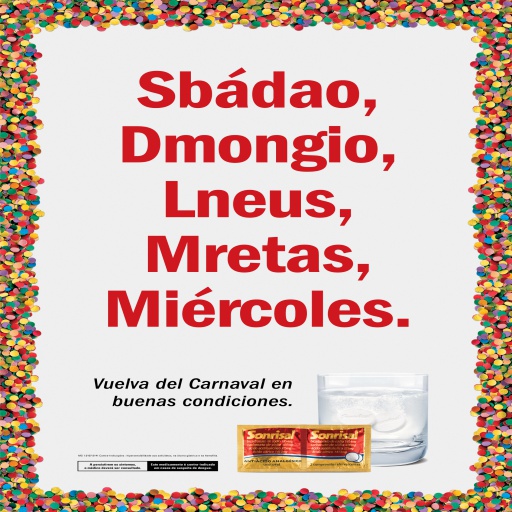 Sbádao,
Dmongio,
Lneus,
Mretas,
Miércoles.
Vuelva del Carnaval en
buenas condiciones.
Sonrisal Sonrisal